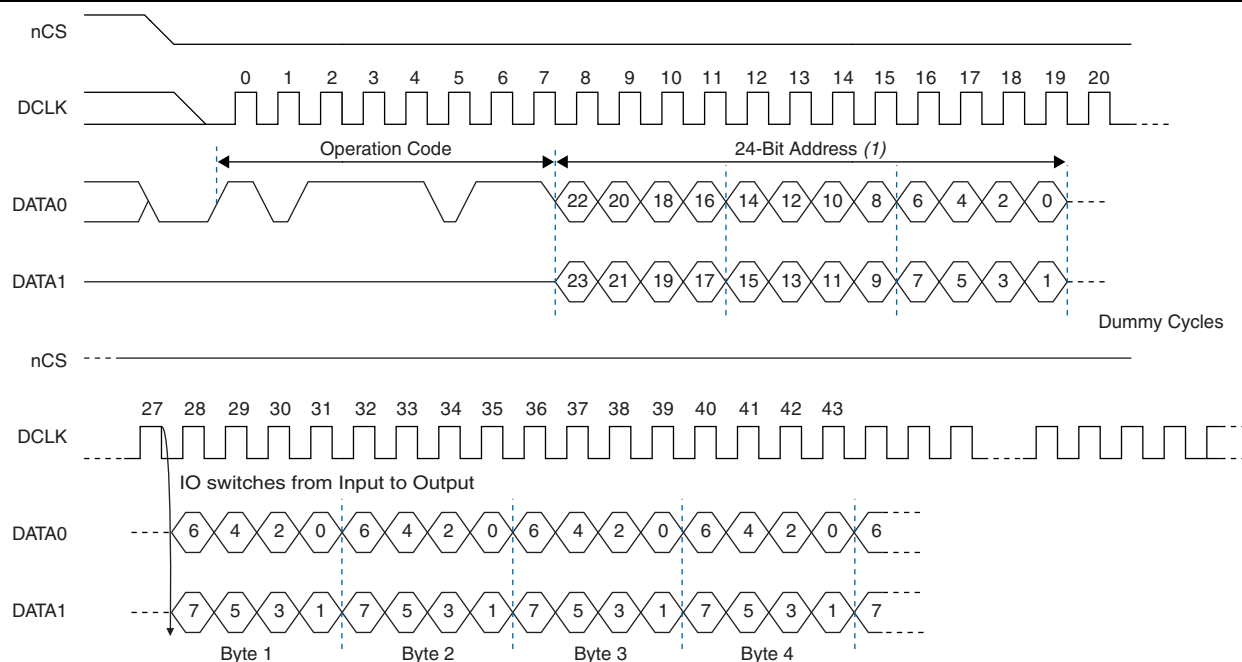 nCS
0 1 2 3 4 5 6 7 8 9 10 11 12 13 14 15 16 17 18 19 20
DCLK
Operation Code 24-Bit Address (1)
DATA0 22 20 18 16 14 12 10 8 6 4 2 0
DATA1 23 21 19 17 15 13 11 9 7 5 3 1
Dummy Cycles
nCS
27 28 29 30 31 32 33 34 35 36 37 38 39 40 41 42 43
DCLK
IO switches from Input to Output
DATA0 6 4 2 0 6 4 2 0 6 4 2 0 6 4 2 0 6
DATA1 7 5 3 1 7 5 3 1 7 5 3 1 7 5 3 1 7
Byte 1 Byte 2 Byte 3 Byte 4